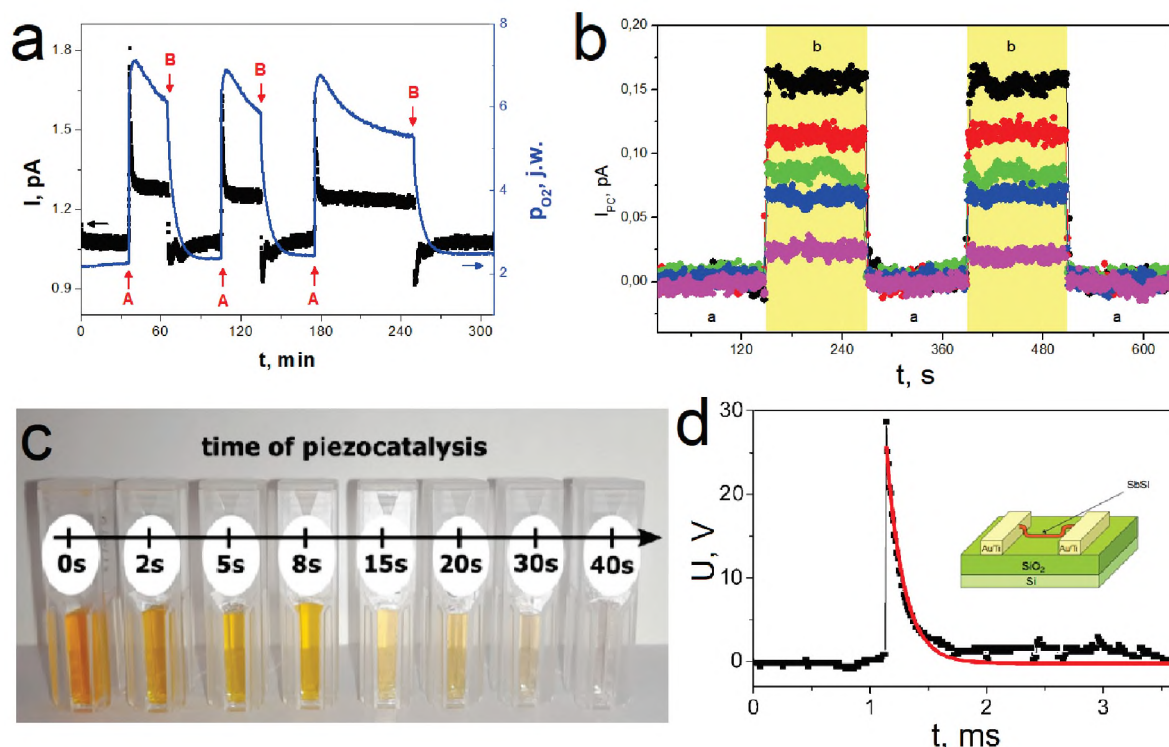 a
I, pA
1.8
1.5
1.2
0.9
A
B
A
B
A
B
8
6
4
2
pO2, j.w.
0
60
120
180
240
300
t, min
b
IPC, pA
0,20
0,15
0,10
0,05
0,00
b
b
a
a
a
120
240
360
480
600
t, s
c
time of piezocatalysis
0s
2s
5s
8s
15s
20s
30s
40s
d
U, V
30
20
10
0
SbSI
Au/Ti
Au/Ti
SiO2
Si
0
1
2
3
t. ms